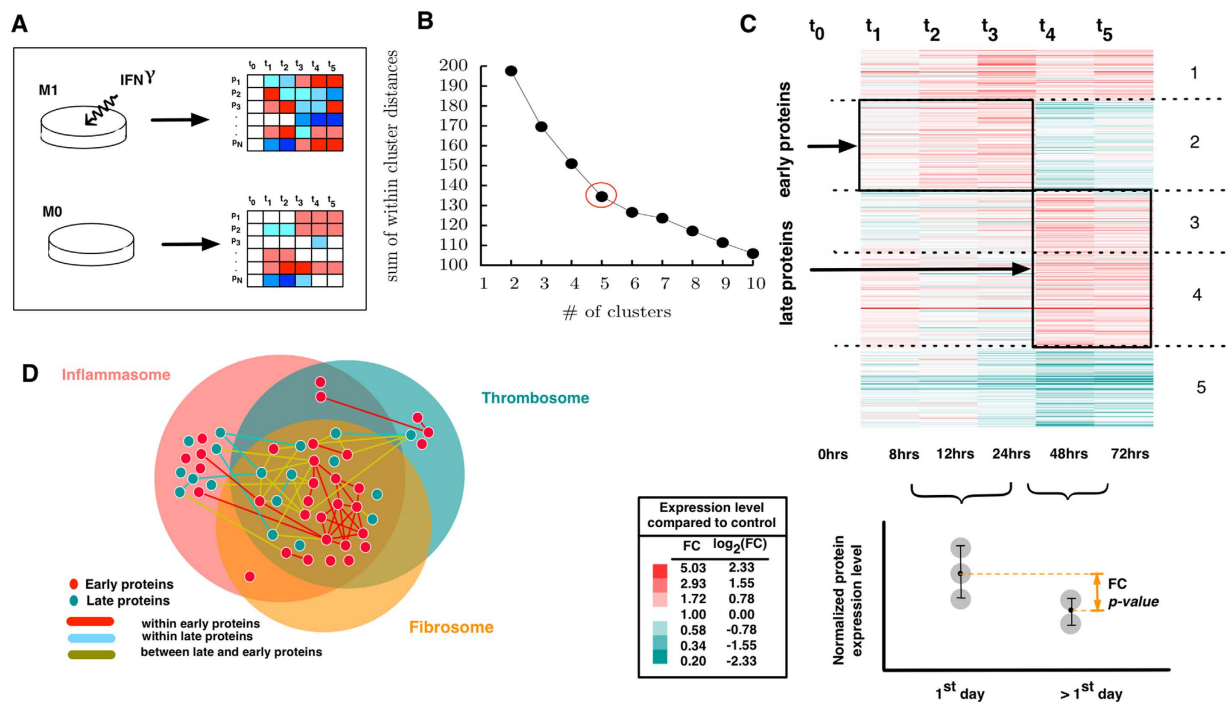 A
M1
IFN γ
t0 t1 t2 t3 t4 t5
P1
P2
P3
.
.
PN
M0
t0 t1 t2 t3 t4 t5
P1
P2
P3
.
.
PN
B
sum of within cluster distances
200
190
180
170
160
150
140
130
120
110
100
1 2 3 4 5 6 7 8 9 10
# of clusters
C
t0 t1 t2 t3 t4 t5
early proteins
late proteins
1
2
3
4
5
0hrs 8hrs 12hrs 24hrs 48hrs 72hrs
Normalized protein
expression level
FC
p-value
1st day > 1st day
D
Inflammasome
Thrombosome
Fibrosome
Early proteins
Late proteins
within early proteins
within late proteins
between late and early proteins
Expression level
compared to control
FC log2(FC)
5.03 2.33
2.93 1.55
1.72 0.78
1.00 0.00
0.58 -0.78
0.34 -1.55
0.20 -2.33